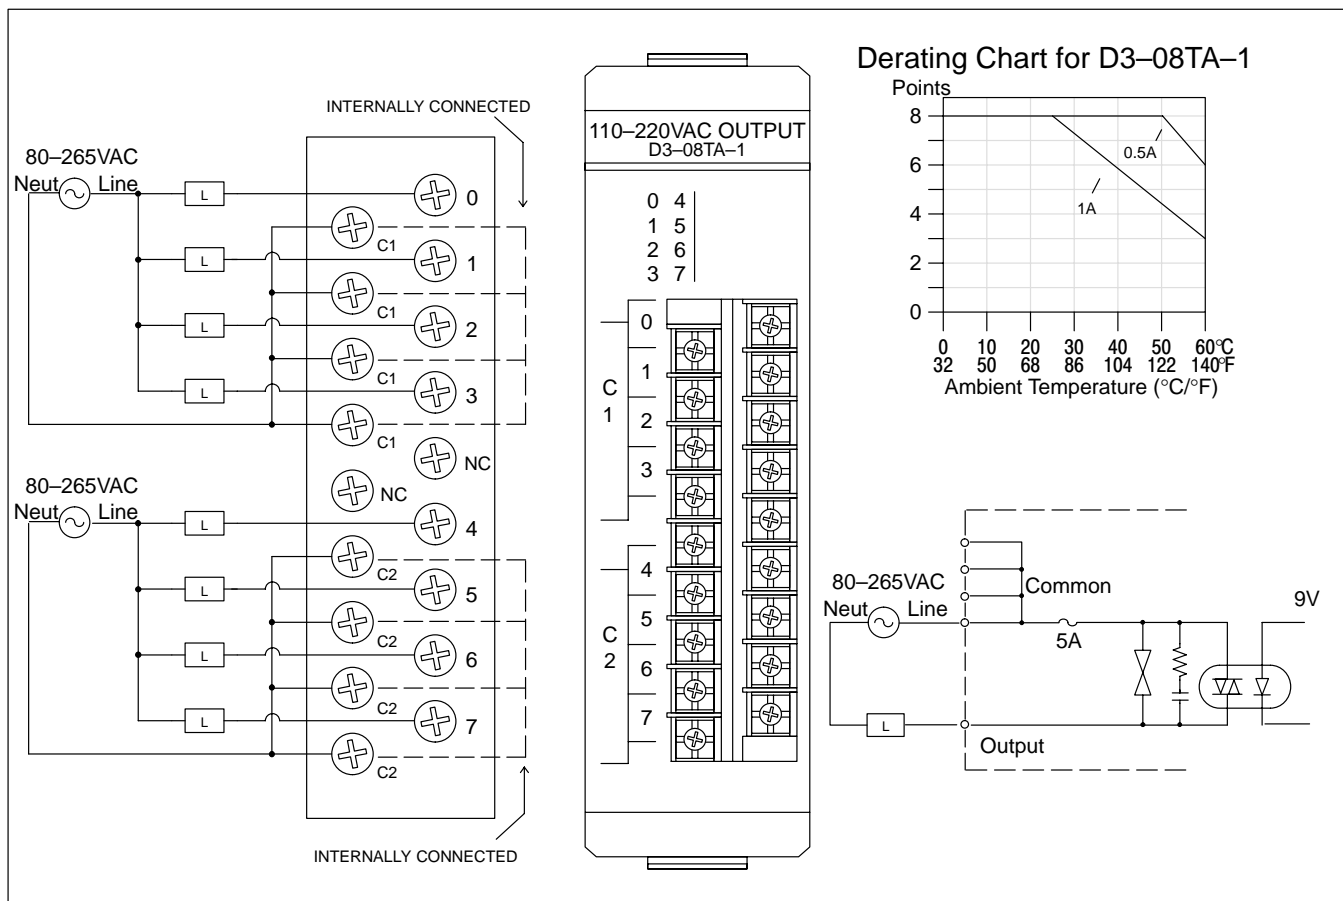 INTERNALLY CONNECTED
80–265VAC
Neut Line
L
0
C1
L
1
C1
L
2
C1
L
3
C1
NC
NC
80–265VAC
Neut Line
L
4
C2
L
5
C2
L
6
C2
L
7
C2
INTERNALLY CONNECTED
110–220VAC OUTPUT
D3–08TA–1
0 4
1 5
2 6
3 7
0
1
2
3
4
5
6
7
C
1
C
2
Derating Chart for D3–08TA–1
Points
8
6
4
2
0
0.5A
1A
0 10 20 30 40 50 60°C
32 50 68 86 104 122 140°F
Ambient Temperature (°C/°F)
80–265VAC
Neut Line
Common
5A
9V
L
Output